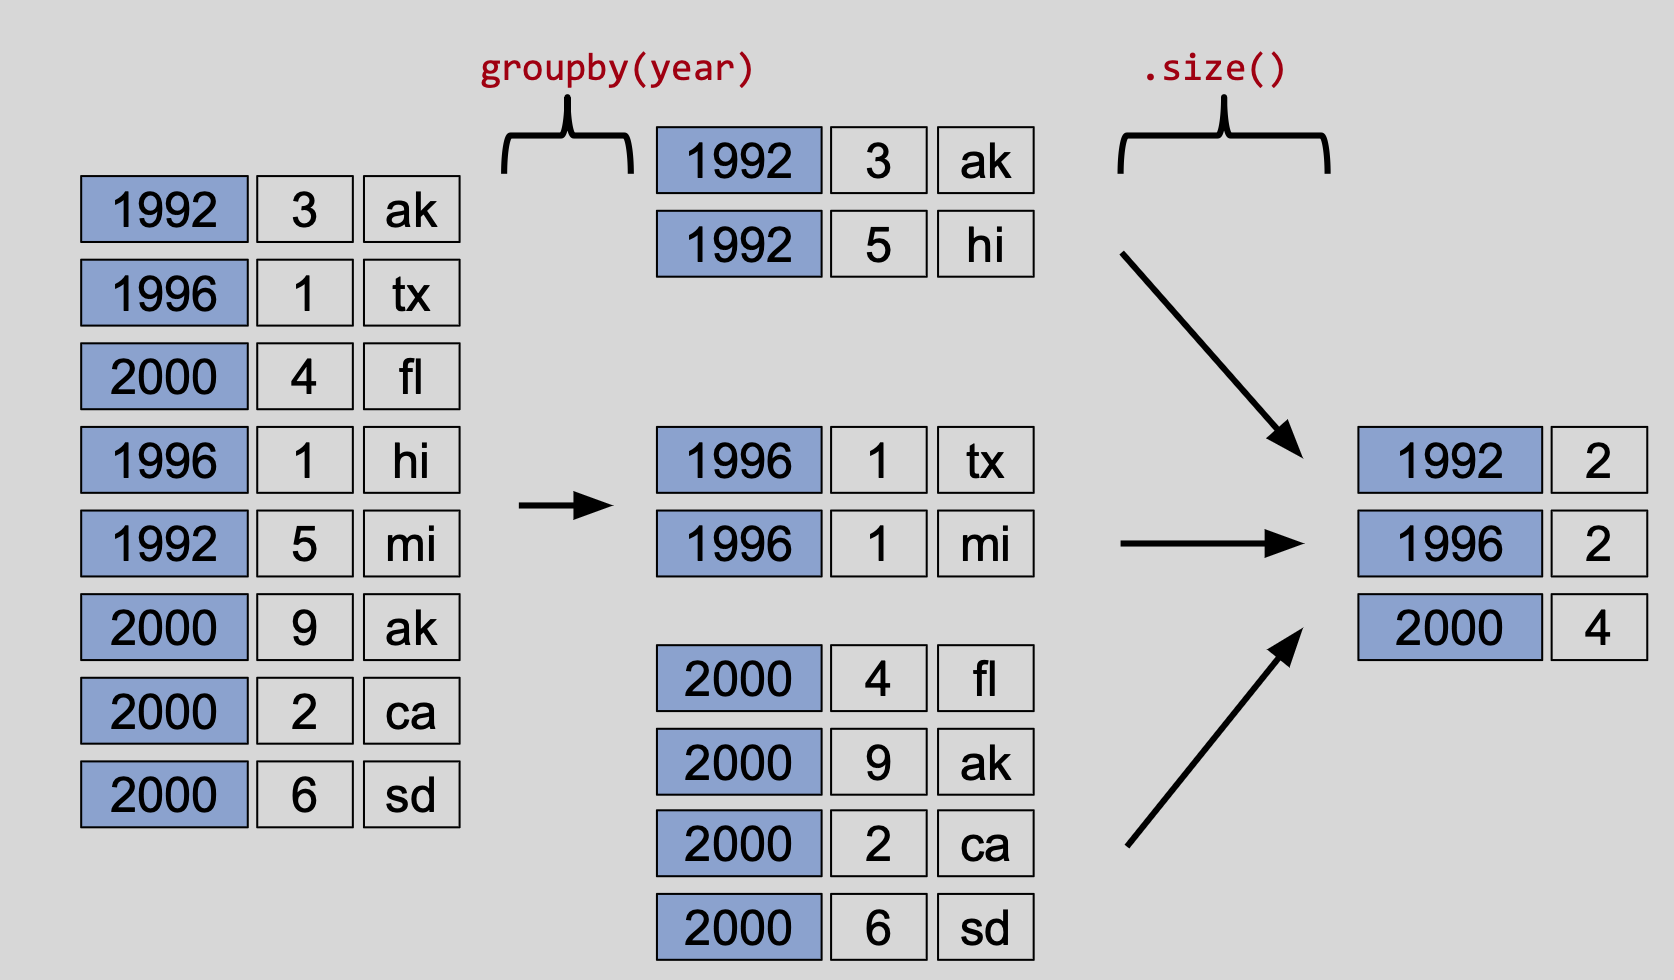 groupby(year)
.size()
1992 3 ak
1996 1 tx
2000 4 fl
1996 1 hi
1992 5 mi
2000 9 ak
2000 2 ca
2000 6 sd
1992 3 ak
1992 5 hi
1996 1 tx
1996 1 mi
2000 4 fl
2000 9 ak
2000 2 ca
2000 6 sd
1992 2
1996 2
2000 4